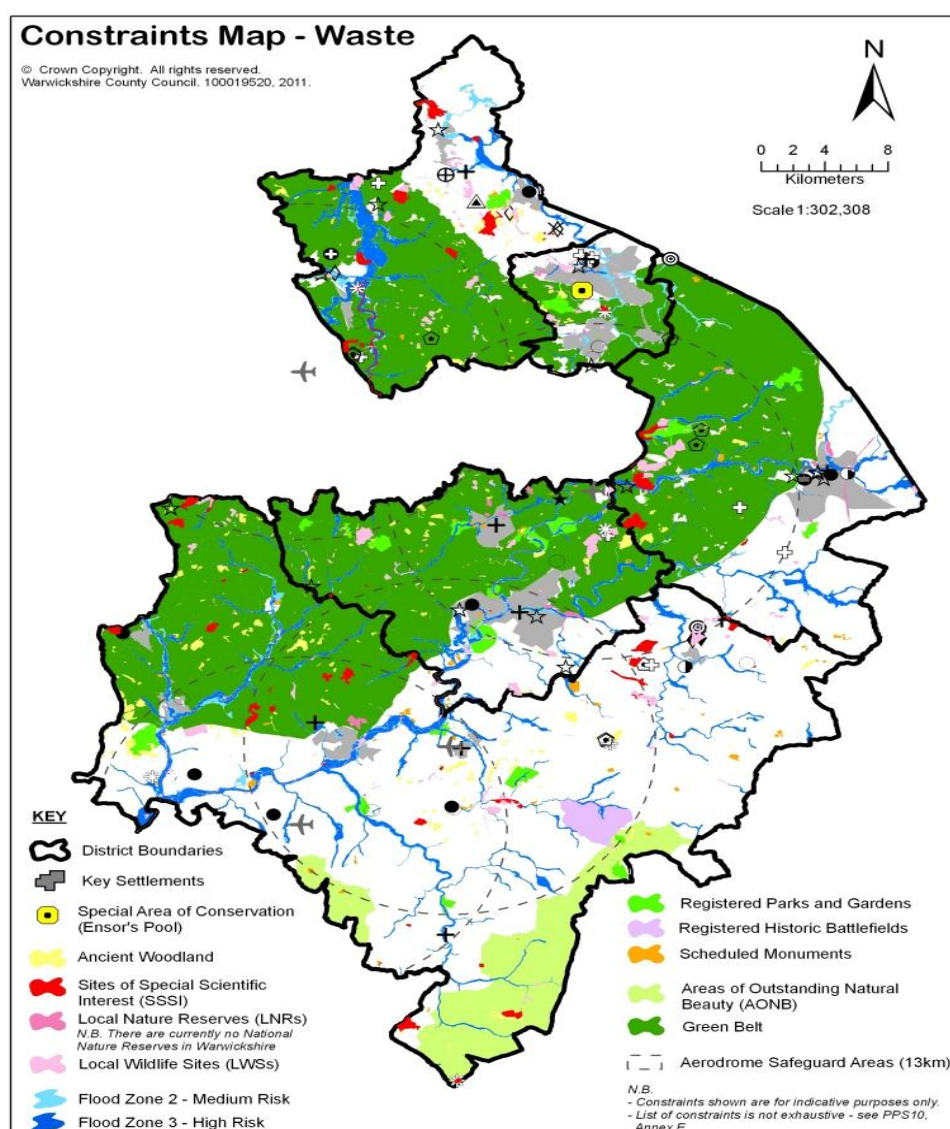 Constraints Map - Waste
© Crown Copyright. All rights reserved.
Warwickshire County Council. 100019520, 2011.
N
0 2 4 8
Kilometers
Scale 1:302,308
KEY
District Boundaries
Key Settlements
Special Area of Conservation
(Ensor's Pool)
Ancient Woodland
Sites of Special Scientific
Interest (SSSI)
Local Nature Reserves (LNRs)
N.B. There are currently no National
Nature Reserves in Warwickshire
Local Wildlife Sites (LWSs)
Flood Zone 2 - Medium Risk
Flood Zone 3 - High Risk
Registered Parks and Gardens
Registered Historic Battlefields
Scheduled Monuments
Areas of Outstanding Natural
Beauty (AONB)
Green Belt
Aerodrome Safeguard Areas (13km)
N.B.
- Constraints shown are for indicative purposes only.
- List of constraints is not exhaustive - see PPS10,
Annex E